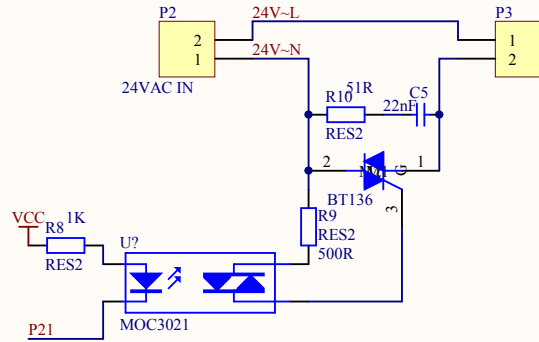 P2
P3
24V~L
2
1
24V~N
1
2
24VAC IN
51R
R10
C5
22nF
RES2
2
G
1
BT136
3
VCC
1K
R8
RES2
R9
RES2
500R
U?
MOC3021
P21